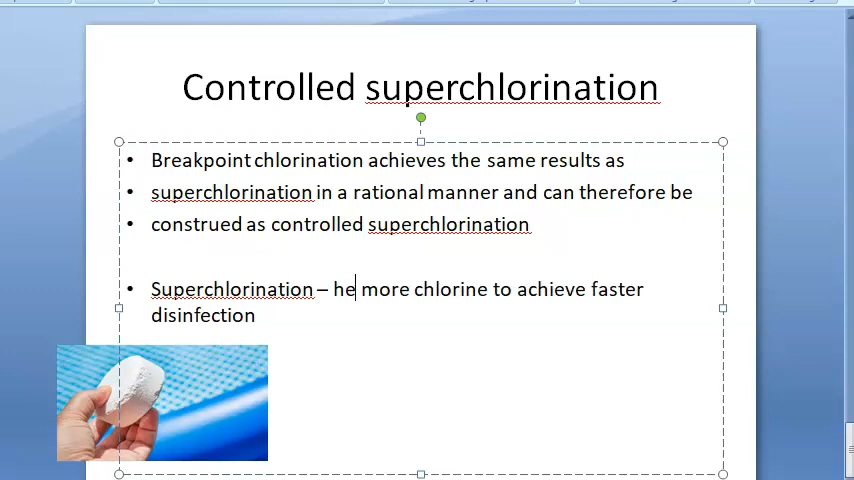 Controlled superchlorination
• Breakpoint chlorination achieves the same results as
• superchlorination in a rational manner and can therefore be
• construed as controlled superchlorination
• Superchlorination – he more chlorine to achieve faster
disinfection